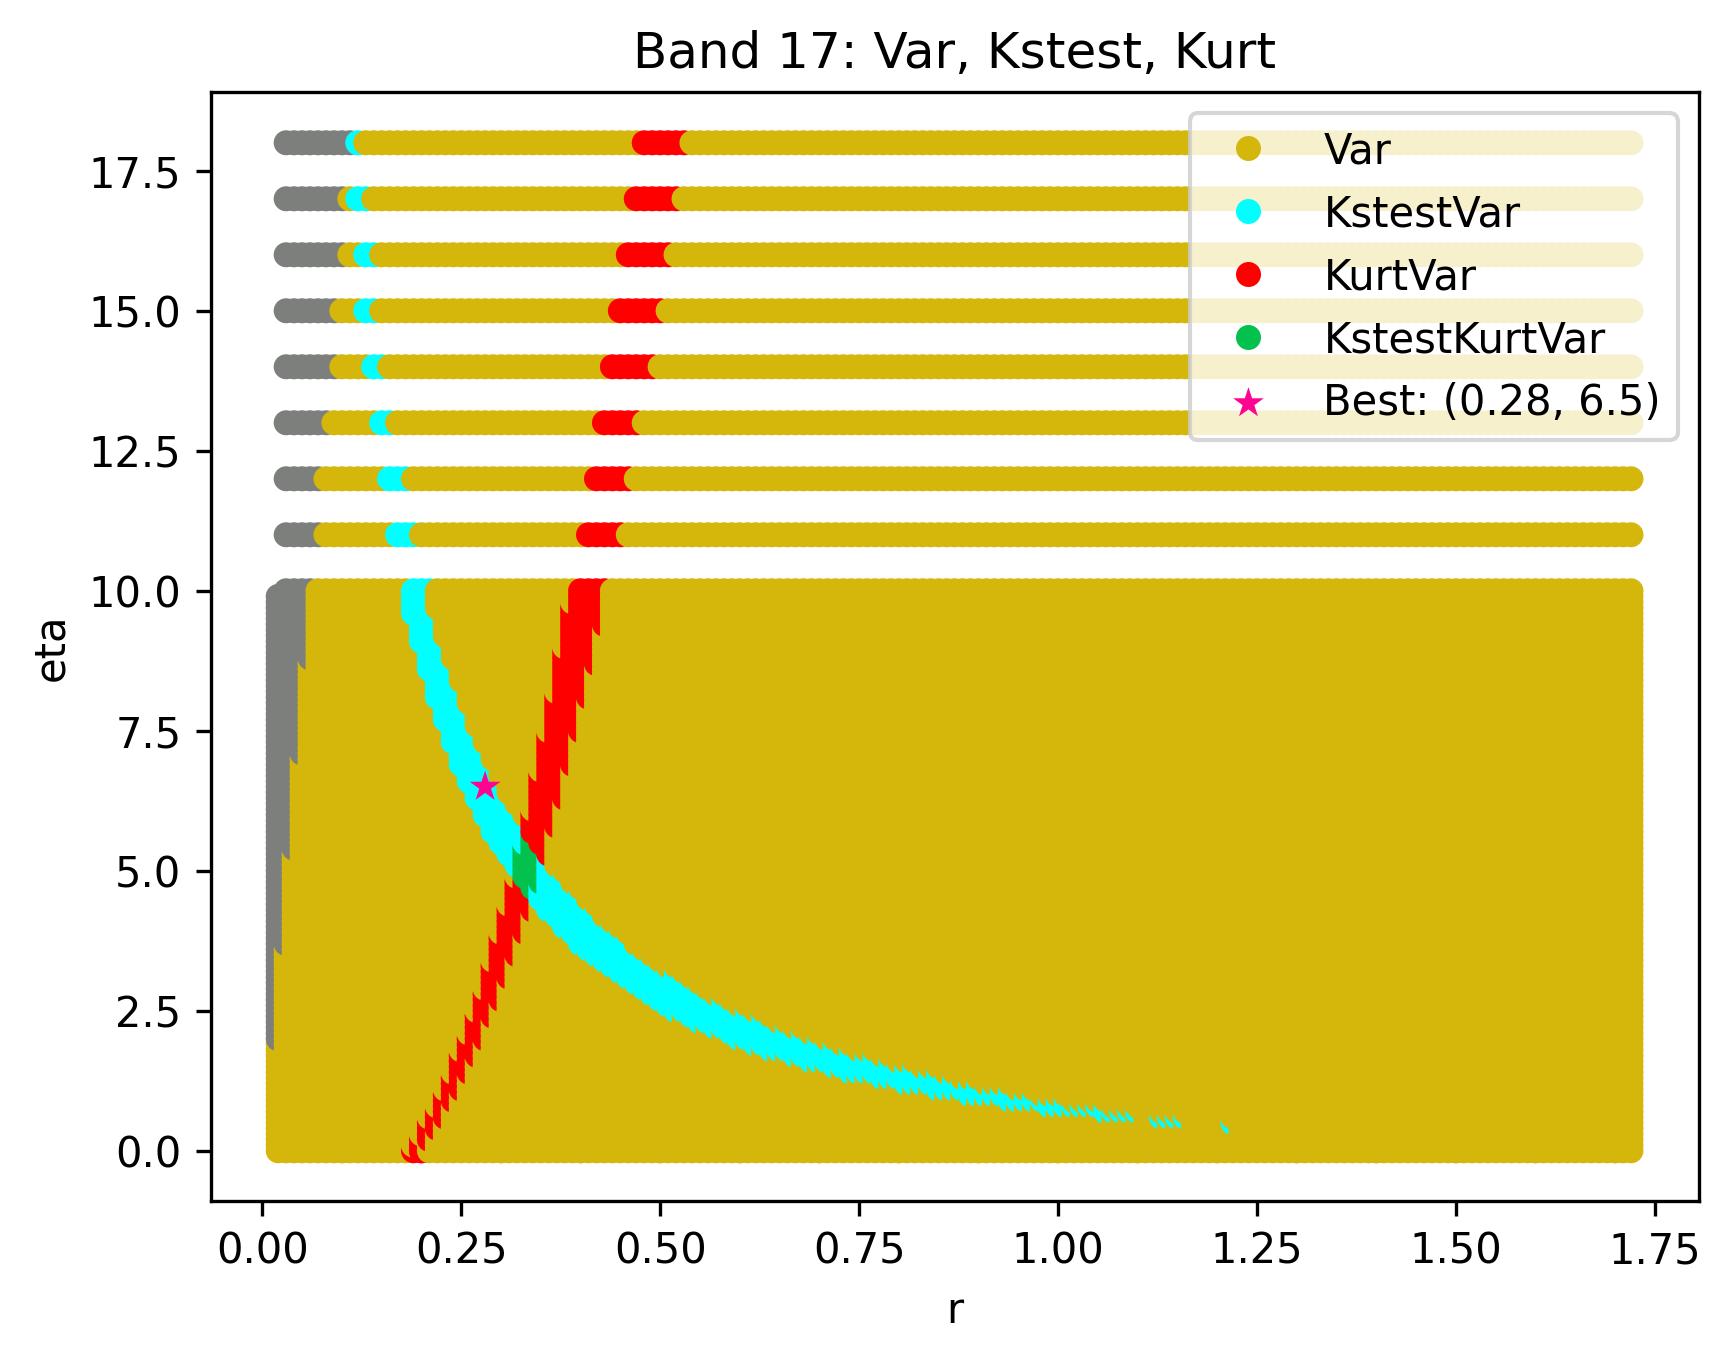 Band 17: Var, Kstest, Kurt
Var
KstestVar
KurtVar
KstestKurtVar
Best: (0.28, 6.5)
eta
17.5
15.0
12.5
10.0
7.5
5.0
2.5
0.0
0.00 0.25 0.50 0.75 1.00 1.25 1.50 1.75
r